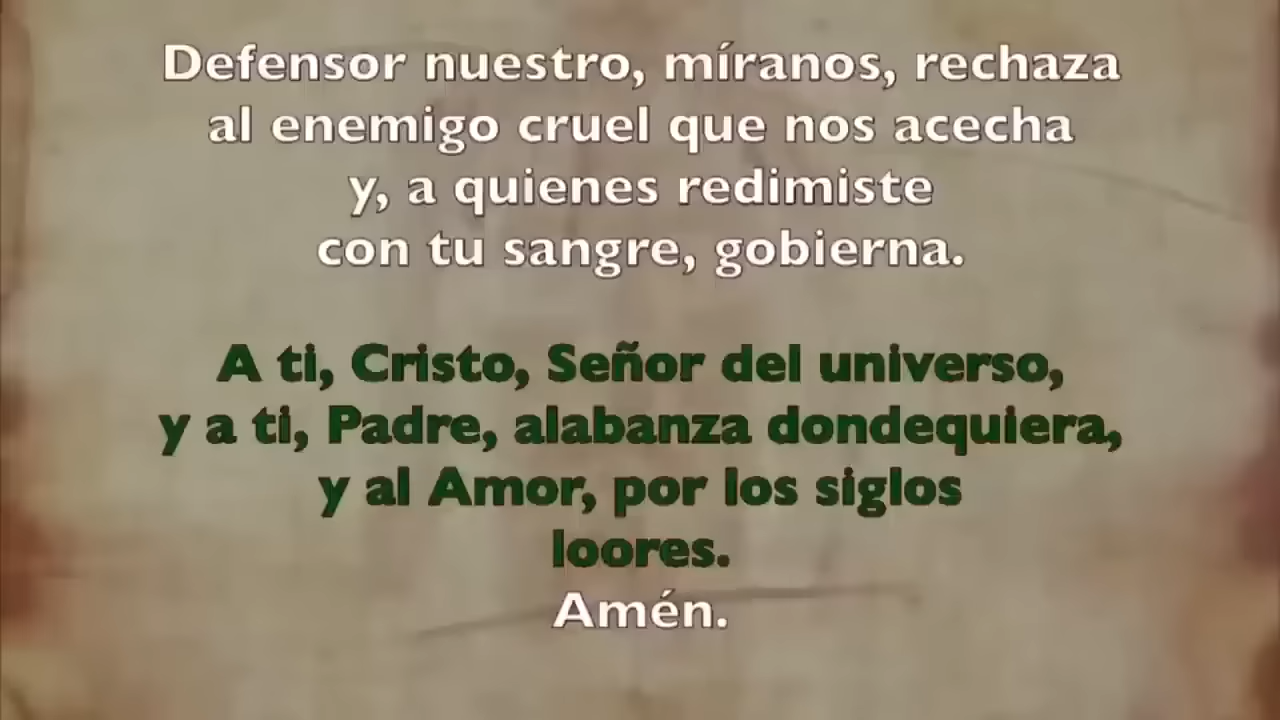 Defensor nuestro, míranos, rechaza
al enemigo cruel que nos acecha
y, a quienes redimiste
con tu sangre, gobierna.
A ti, Cristo, Señor del universo,
y a ti, Padre, alabanza dondequiera,
y al Amor, por los siglos
loores.
Amén.